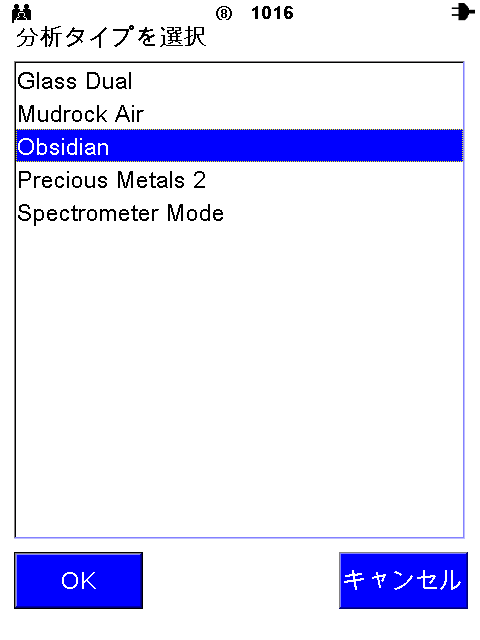 ⑧ 1016
分析タイプを選択
Glass Dual
Mudrock Air
Obsidian
Precious Metals 2
Spectrometer Mode
OK キャンセル